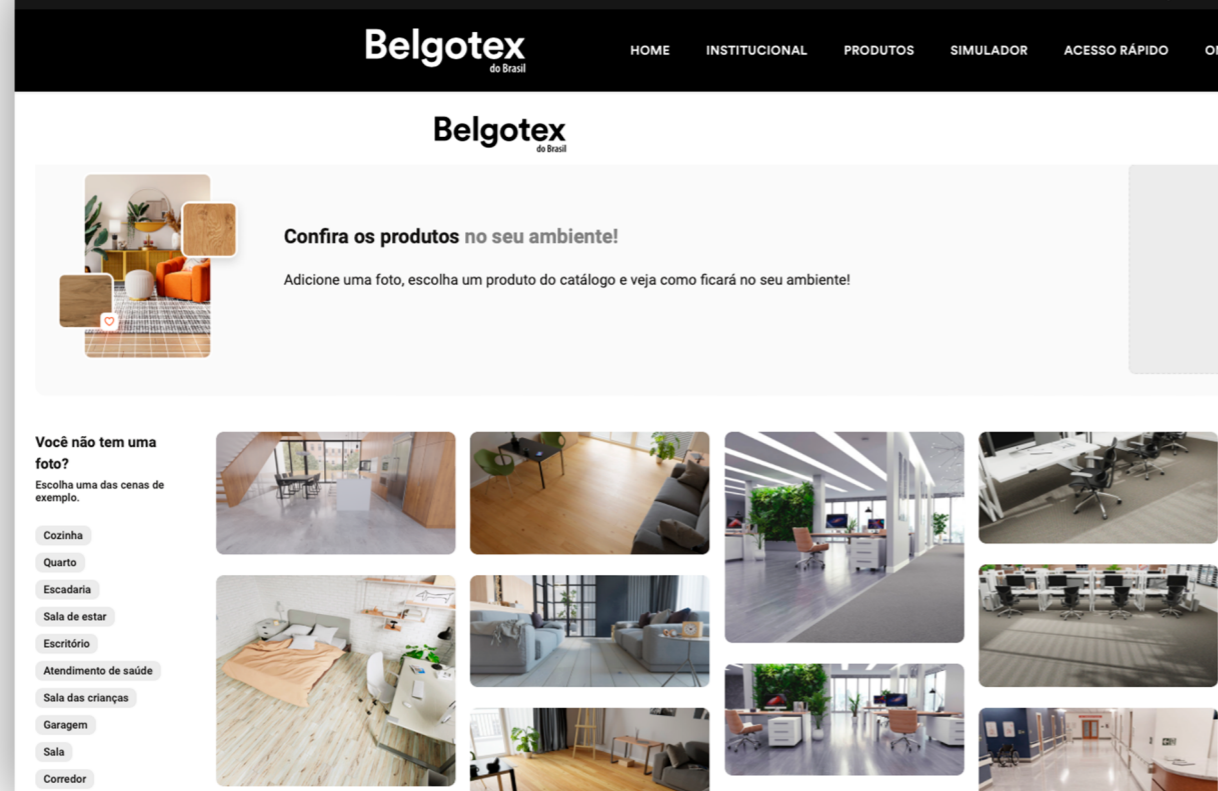 Belgotex
do Brasil
HOME INSTITUCIONAL PRODUTOS SIMULADOR ACESSO RÁPIDO
Belgotex
do Brasil
Confira os produtos no seu ambiente!
Adicione uma foto, escolha um produto do catálogo e veja como ficará no seu ambiente!
Você não tem uma
foto?
Escolha uma das cenas de
exemplo.
Cozinha
Quarto
Escadaria
Sala de estar
Escritório
Atendimento de saúde
Sala das crianças
Garagem
Sala
Corredor